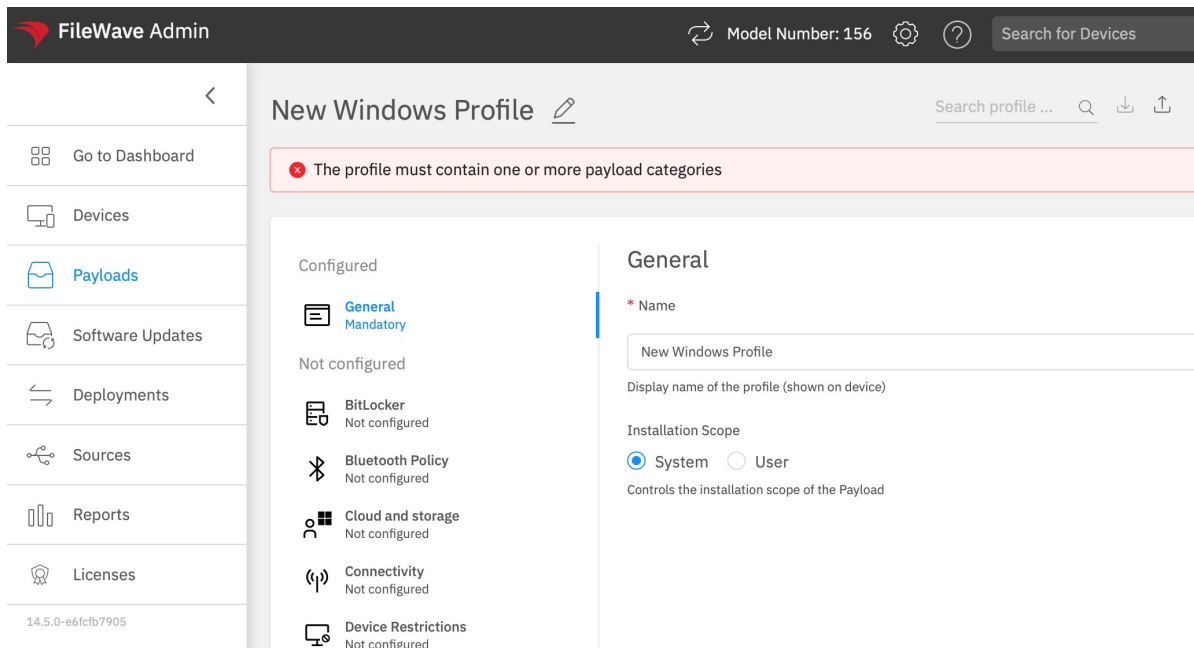 FileWave Admin
Model Number: 156
Search for Devices
Go to Dashboard
Devices
Payloads
Software Updates
Deployments
Sources
Reports
Licenses
14.5.0-e6fcfb7905
New Windows Profile
Search profile ...
The profile must contain one or more payload categories
Configured
General
Mandatory
Not configured
BitLocker
Not configured
Bluetooth Policy
Not configured
Cloud and storage
Not configured
Connectivity
Not configured
Device Restrictions
Not configured
General
* Name
New Windows Profile
Display name of the profile (shown on device)
Installation Scope
System User
Controls the installation scope of the Payload